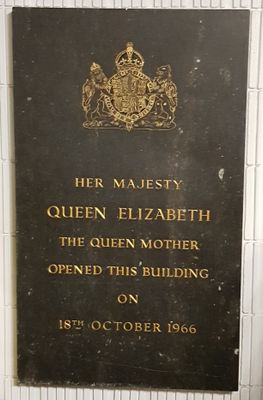 HER MAJESTY
QUEEN ELIZABETH
THE QUEEN MOTHER
OPENED THIS BUILDING
ON
18TH OCTOBER 1966